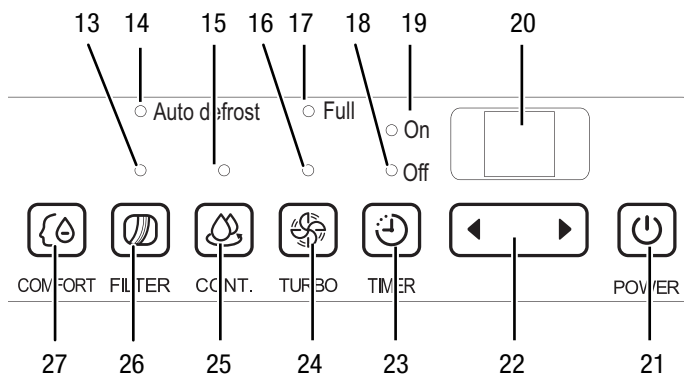 13 14 15 16 17 18 19 20
Auto defrost Full
On
Off
COMFORT FILTER CONT. TURBO TIMER POWER
27 26 25 24 23 22 21